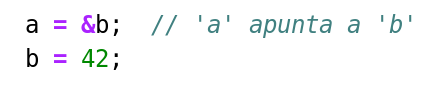 a = &b;  // 'a' apunta a 'b'
b = 42;